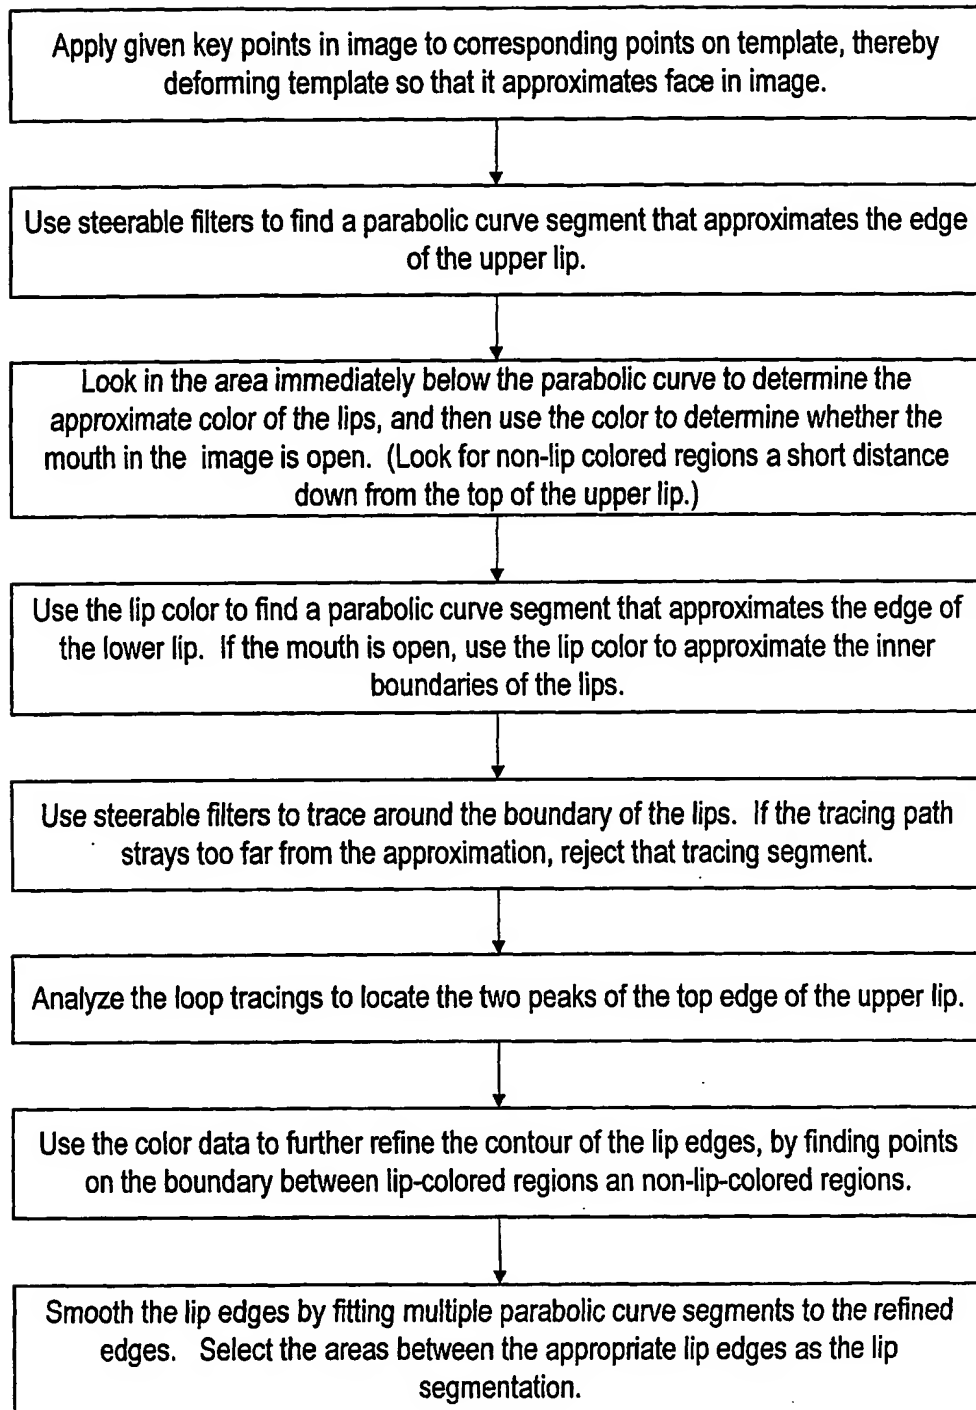 Apply given key points in image to corresponding points on template, thereby
deforming template so that it approximates face in image.
Use steerable filters to find a parabolic curve segment that approximates the edge
of the upper lip.
Look in the area immediately below the parabolic curve to determine the
approximate color of the lips, and then use the color to determine whether the
mouth in the image is open. (Look for non-lip colored regions a short distance
down from the top of the upper lip.)
Use the lip color to find a parabolic curve segment that approximates the edge of
the lower lip. If the mouth is open, use the lip color to approximate the inner
boundaries of the lips.
Use steerable filters to trace around the boundary of the lips. If the tracing path
strays too far from the approximation, reject that tracing segment.
Analyze the loop tracings to locate the two peaks of the top edge of the upper lip.
Use the color data to further refine the contour of the lip edges, by finding points
on the boundary between lip-colored regions an non-lip-colored regions.
Smooth the lip edges by fitting multiple parabolic curve segments to the refined
edges. Select the areas between the appropriate lip edges as the lip
segmentation.